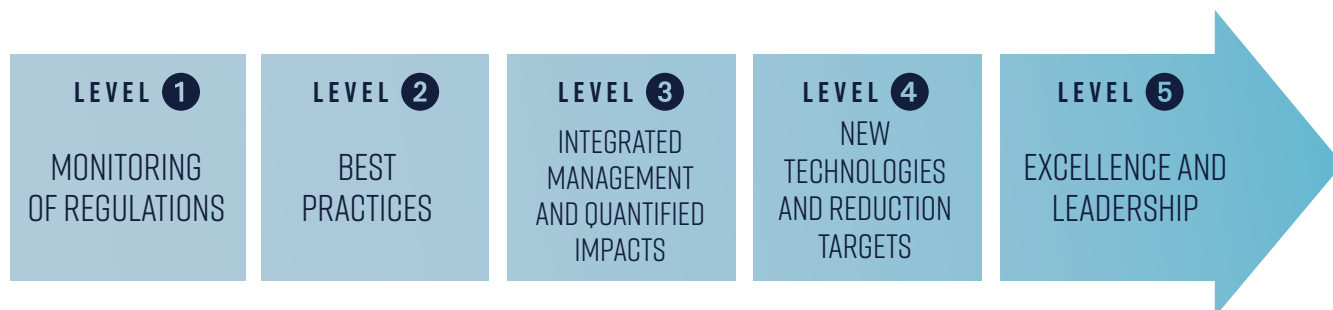 LEVEL 1
MONITORING
OF REGULATIONS
LEVEL 2
BEST
PRACTICES
LEVEL 3
INTEGRATED
MANAGEMENT
AND QUANTIFIED
IMPACTS
LEVEL 4
NEW
TECHNOLOGIES
AND REDUCTION
TARGETS
LEVEL 5
EXCELLENCE AND
LEADERSHIP